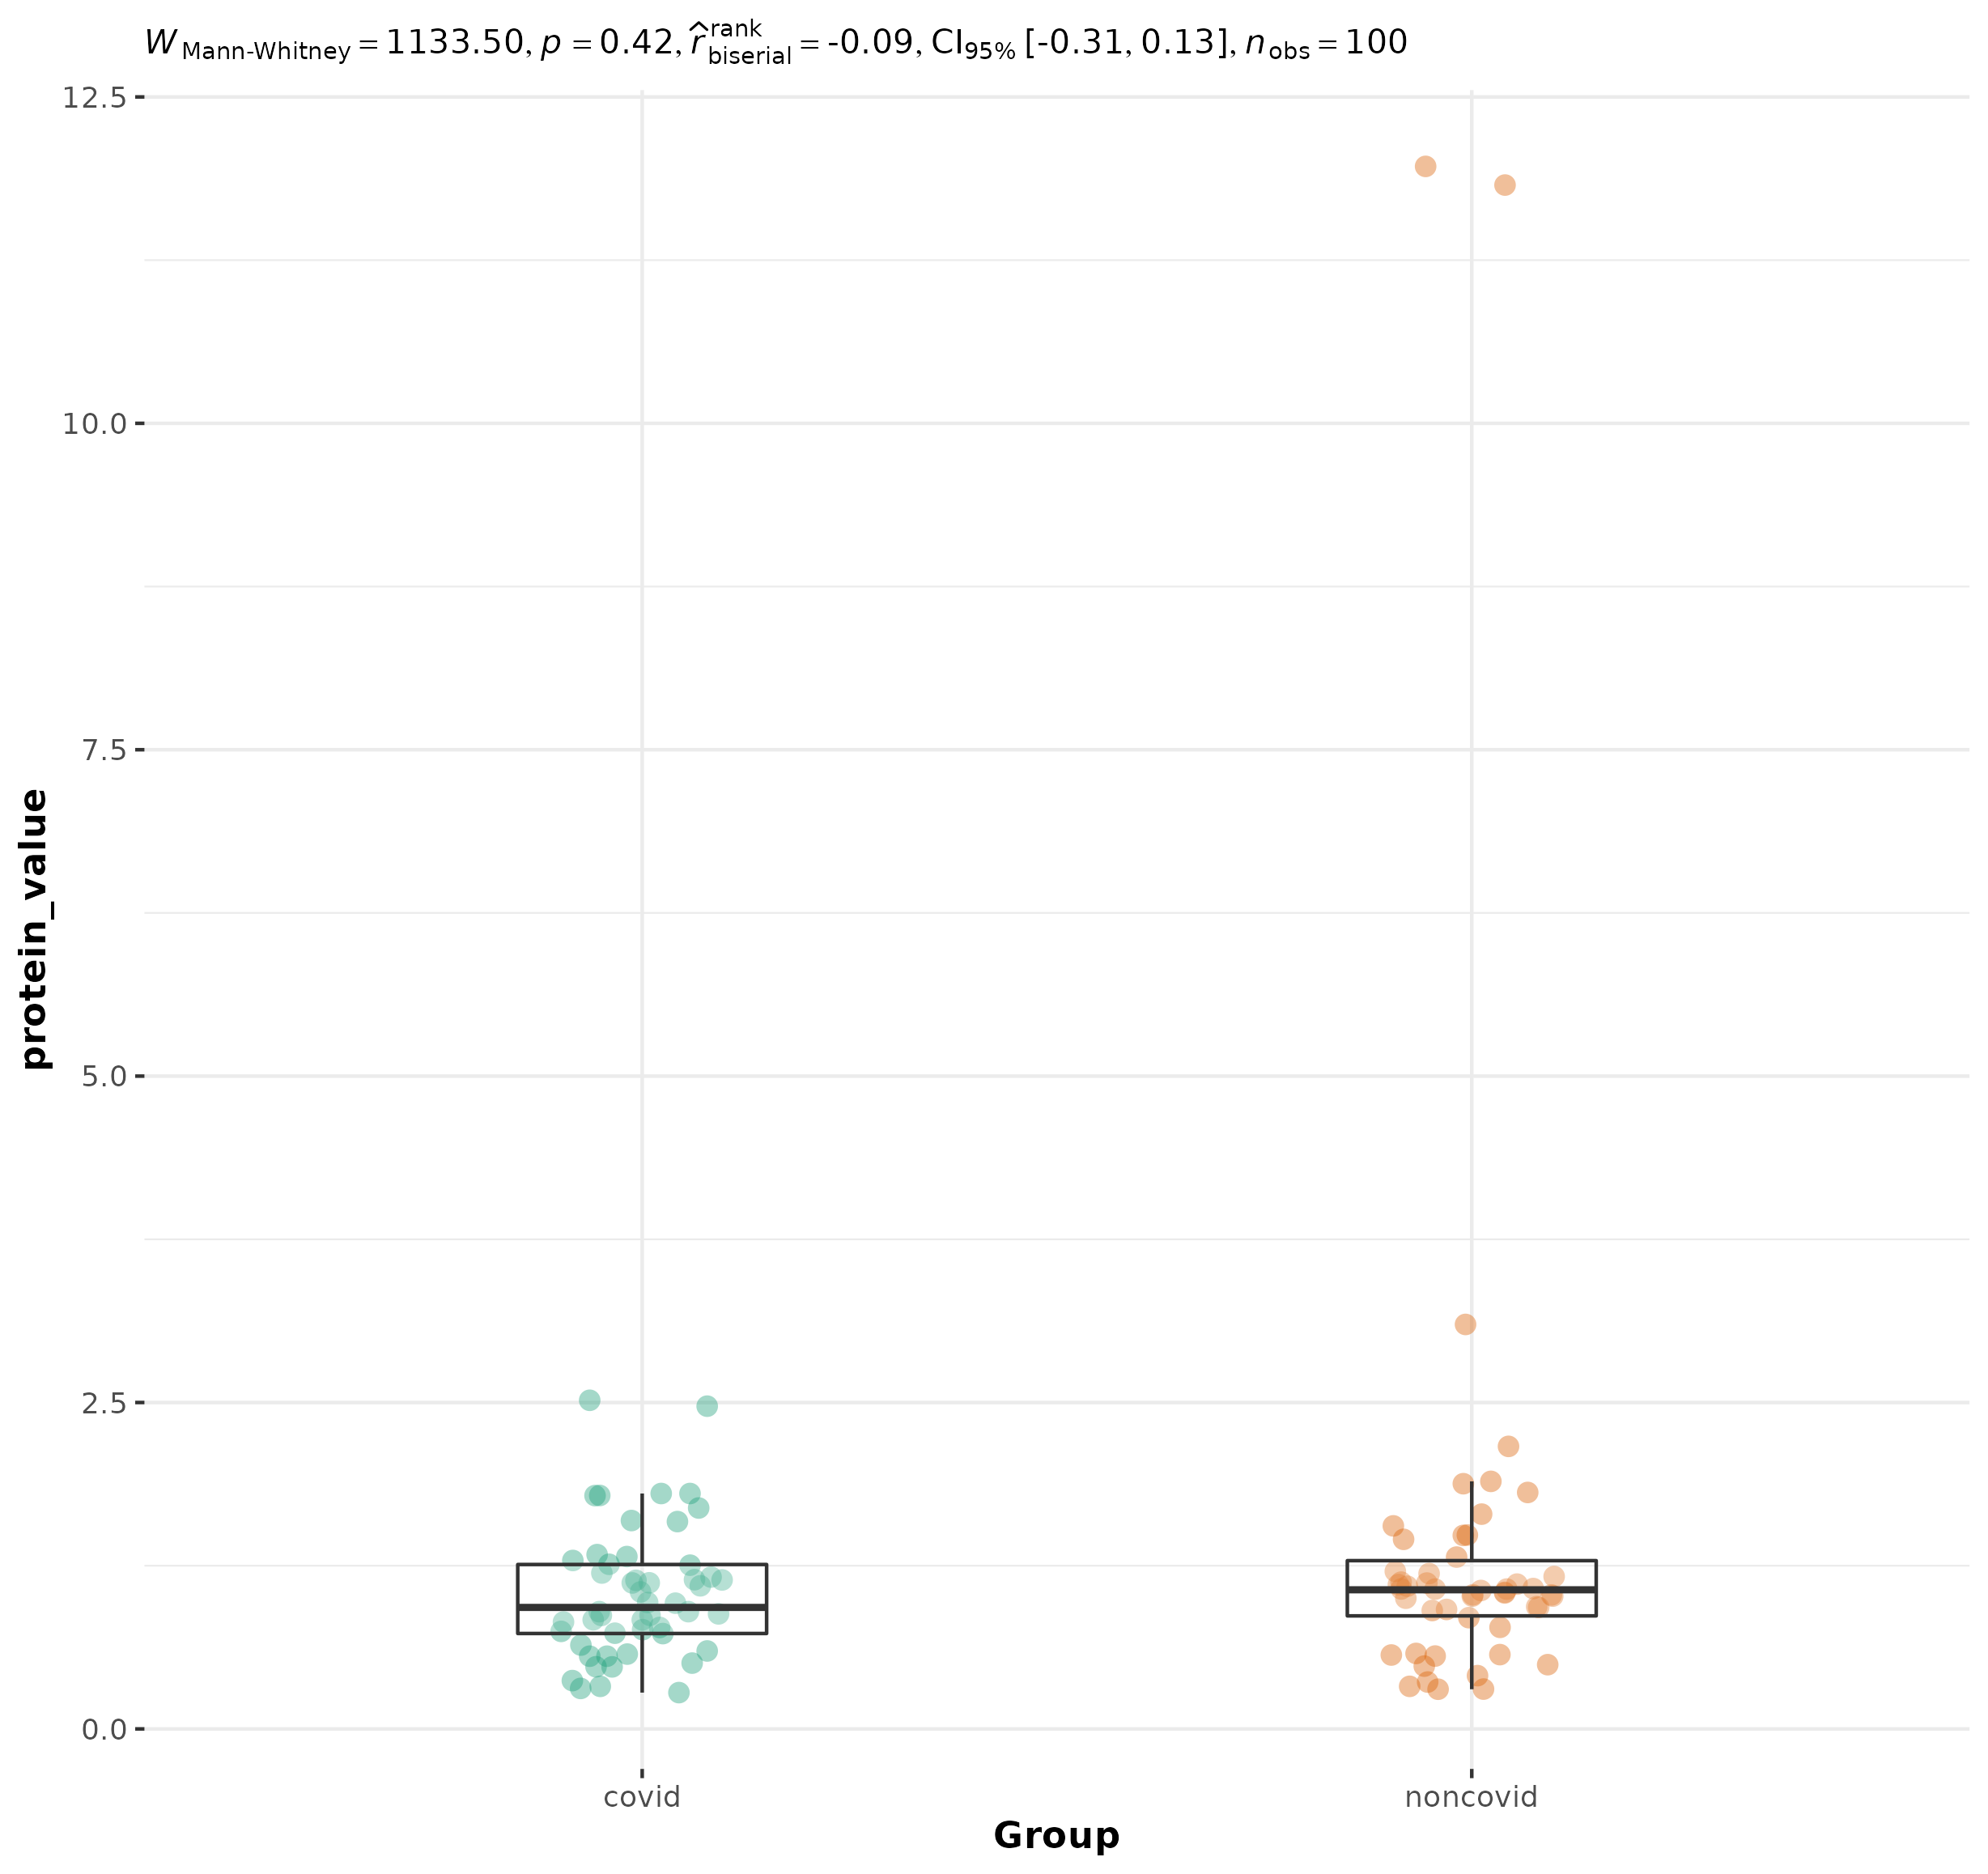 W Mann-Whitney = 1133.50, p = 0.42, r̂ rank biserial = -0.09, CI95% [-0.31, 0.13], nobs = 100
12.5
10.0
7.5
5.0
2.5
0.0
protein_value
covid noncovid
Group